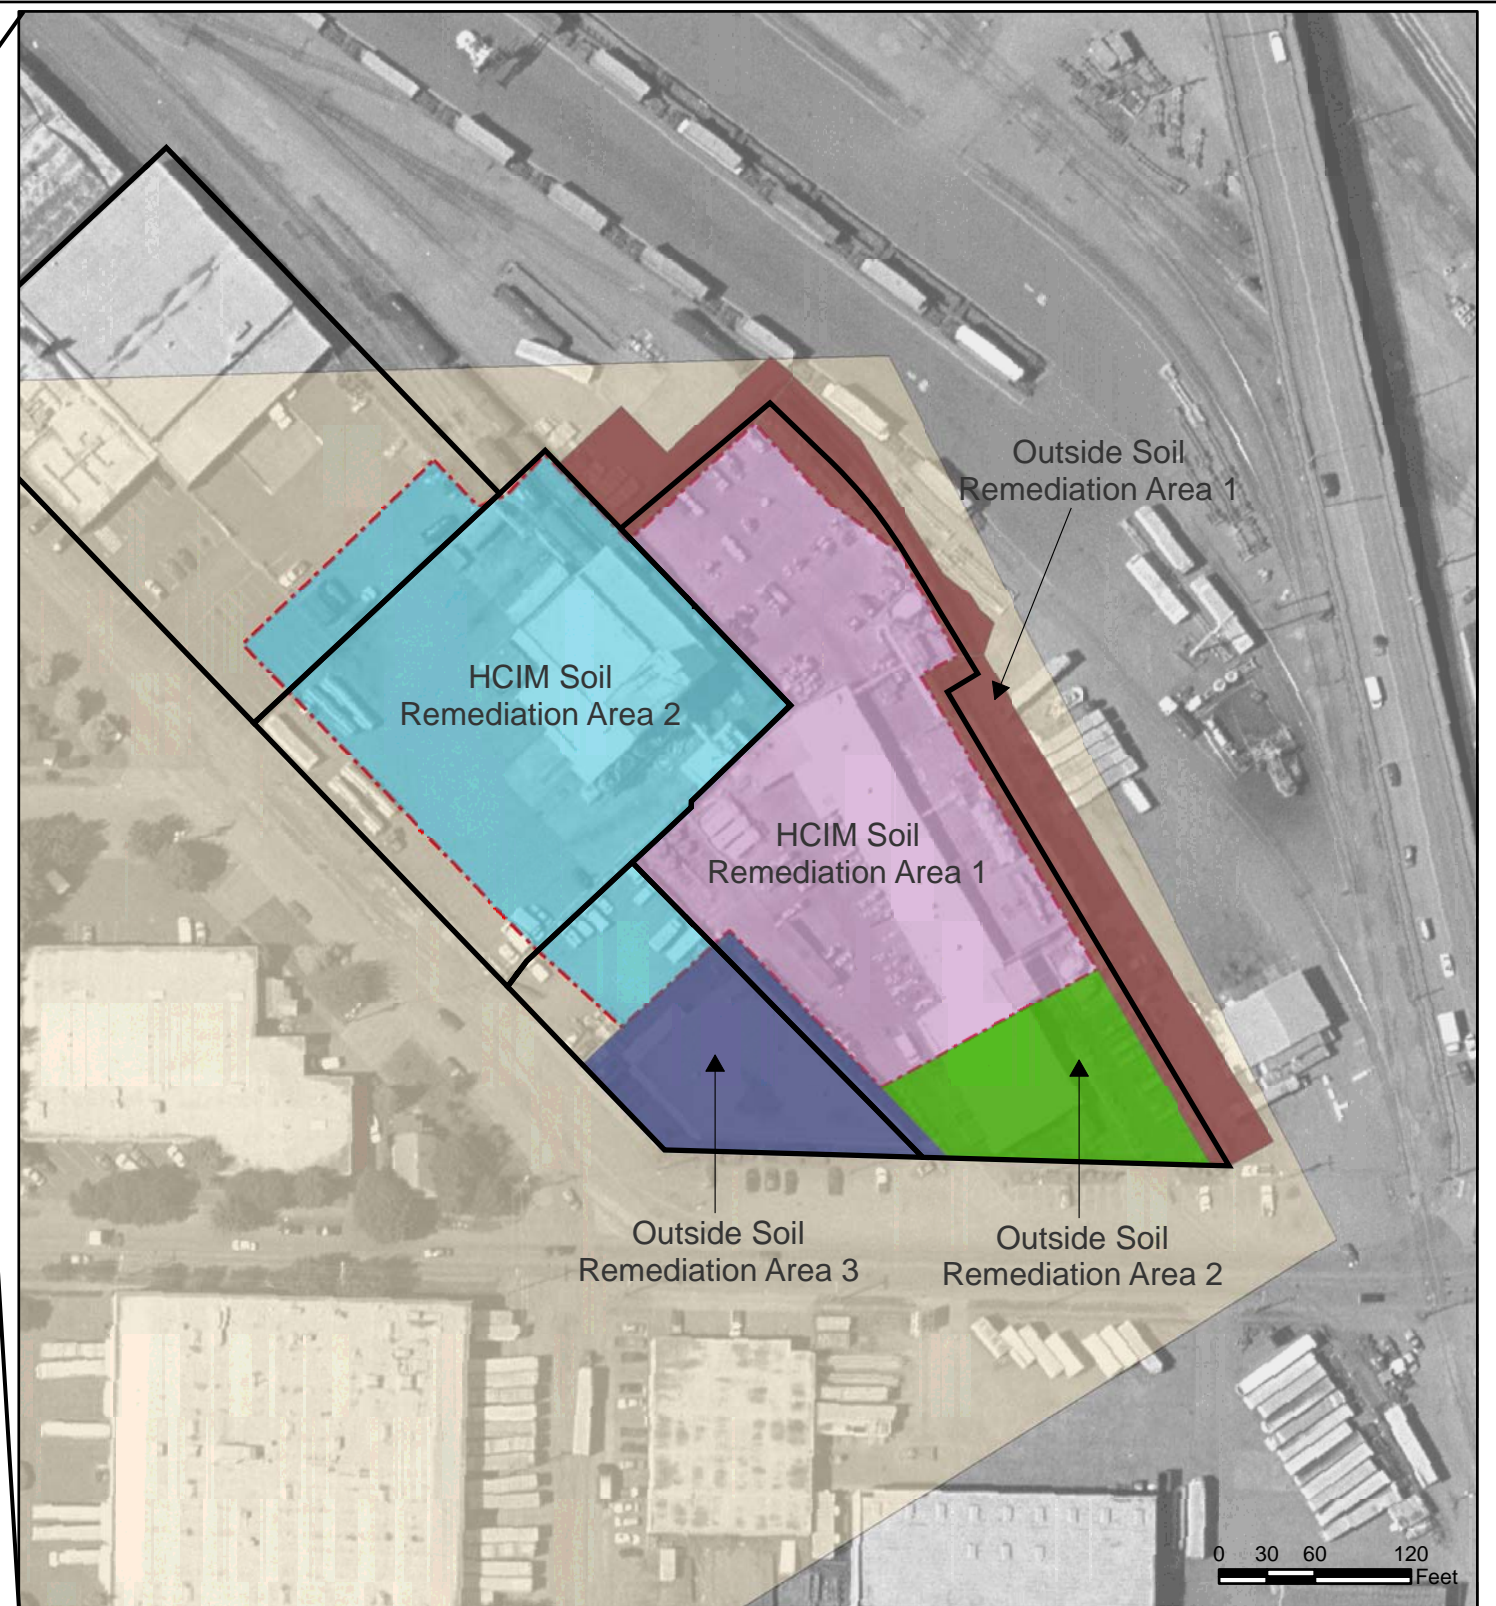 Outside Soil
Remediation Area 1
HCIM Soil
Remediation Area 2
HCIM Soil
Remediation Area 1
Outside Soil
Remediation Area 3
Outside Soil
Remediation Area 2
0 30 60 120
Feet